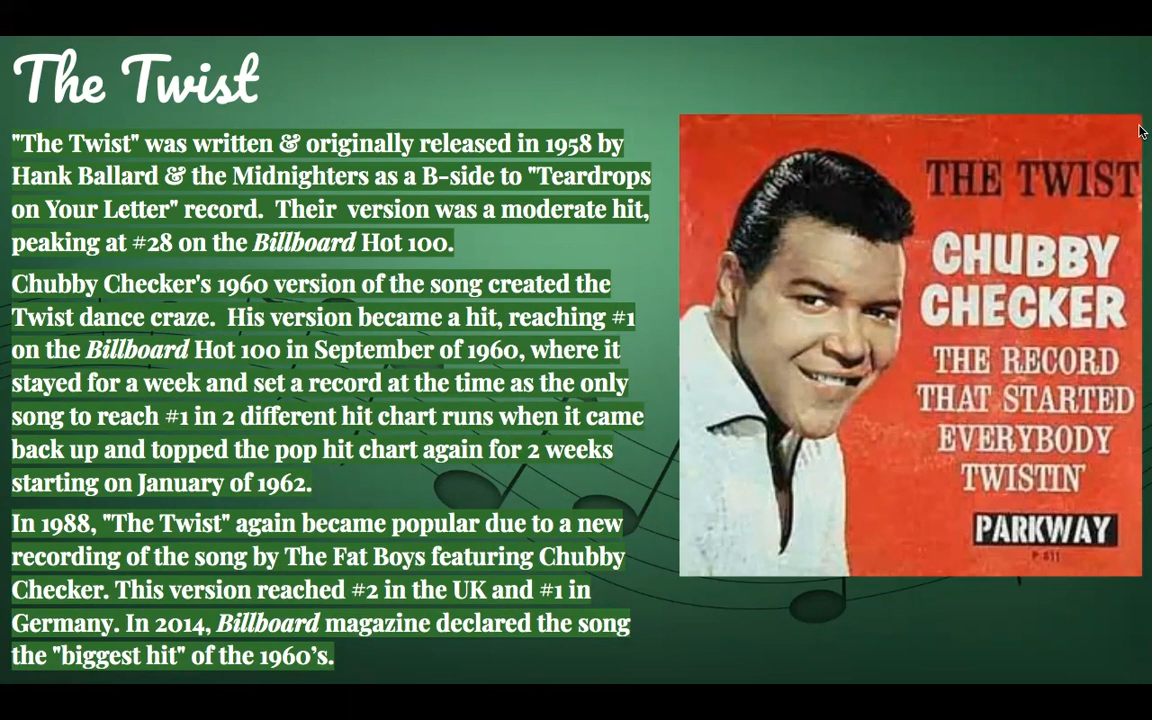 The Twist
"The Twist" was written & originally released in 1958 by
Hank Ballard & the Midnighters as a B-side to "Teardrops
on Your Letter" record.  Their  version was a moderate hit,
peaking at #28 on the Billboard Hot 100.
Chubby Checker's 1960 version of the song created the
Twist dance craze.  His version became a hit, reaching #1
on the Billboard Hot 100 in September of 1960, where it
stayed for a week and set a record at the time as the only
song to reach #1 in 2 different hit chart runs when it came
back up and topped the pop hit chart again for 2 weeks
starting on January of 1962.
In 1988, "The Twist" again became popular due to a new
recording of the song by The Fat Boys featuring Chubby
Checker. This version reached #2 in the UK and #1 in
Germany. In 2014, Billboard magazine declared the song
the "biggest hit" of the 1960’s.
THE TWIST
CHUBBY
CHECKER
THE RECORD
THAT STARTED
EVERYBODY
TWISTIN'
PARKWAY
P 811